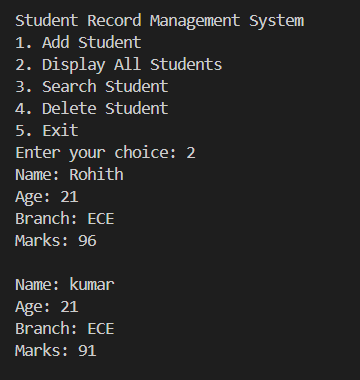 Student Record Management System
1. Add Student
2. Display All Students
3. Search Student
4. Delete Student
5. Exit
Enter your choice: 2
Name: Rohith
Age: 21
Branch: ECE
Marks: 96

Name: kumar
Age: 21
Branch: ECE
Marks: 91